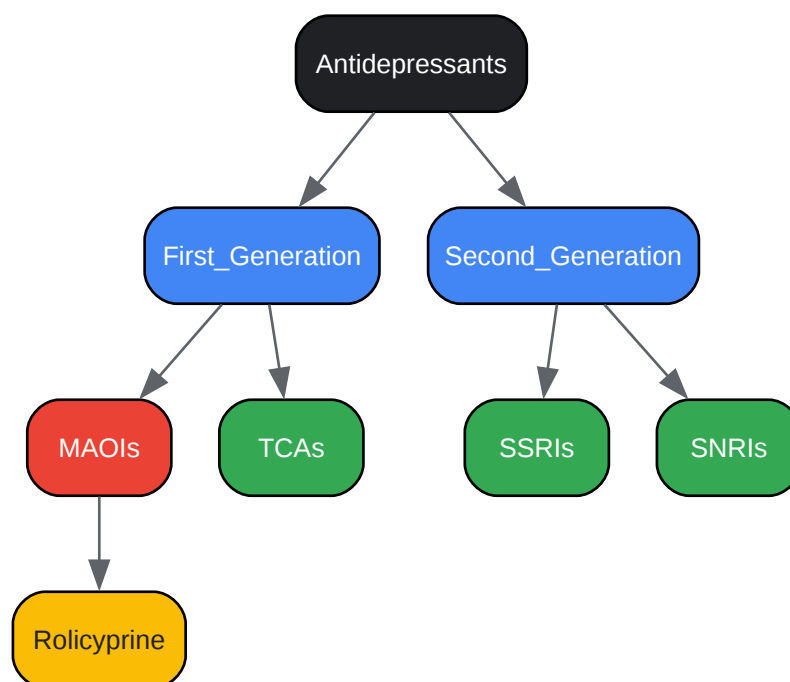 Antidepressants
First_Generation
Second_Generation
MAOIs
TCAs
SSRIs
SNRIs
Rolicyprine